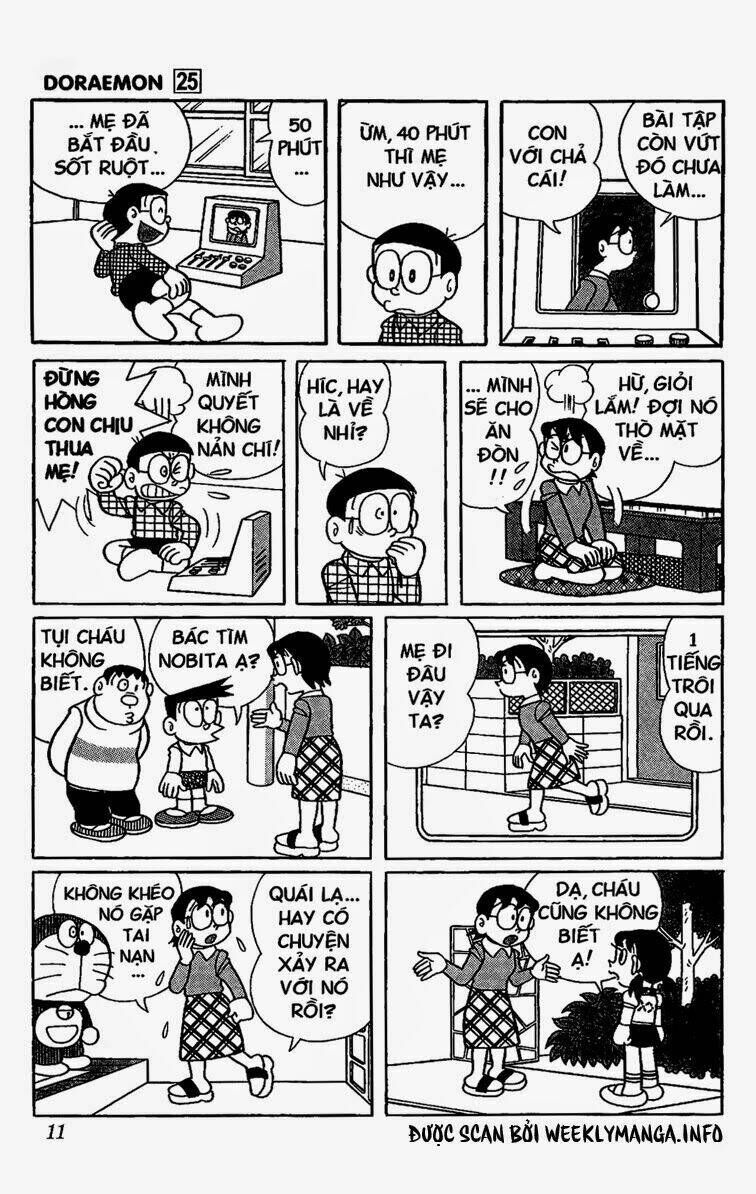 DORAEMON 25
BÀI TẬP
CÒN VỨT
ĐÓ CHƯA
LÀM...
CON
VỚI CHẢ
CÁI!
ỪM, 40 PHÚT
THÌ MẸ
NHƯ VẬY...
50
PHÚT
...
... MẸ ĐÃ
BẮT ĐẦU
SỐT RUỘT...
HỪ, GIỎI
LẮM! ĐỢI NÓ
THÒ MẶT
VỀ...
... MÌNH
SẼ CHO
ĂN
ĐÒN
!!
HÍC, HAY
LÀ VỀ
NHỈ?
MÌNH
QUYẾT
KHÔNG
NẢN CHÍ!
ĐỪNG
HÒNG
CON CHỊU
THUA
MẸ!
1
TIẾNG
TRÔI
QUA
RỒI.
MẸ ĐI
ĐÂU
VẬY
TA?
BÁC TÌM
NOBITA Ạ?
TỤI CHÁU
KHÔNG
BIẾT.
DẠ, CHÁU
CŨNG KHÔNG
BIẾT
Ạ!
QUÁI LẠ...
HAY CÓ
CHUYỆN
XẢY RA
VỚI NÓ
RỒI?
KHÔNG KHÉO
NÓ GẶP
TAI
NẠN
...
11
ĐƯỢC SCAN BỞI WEEKLYMANGA.INFO